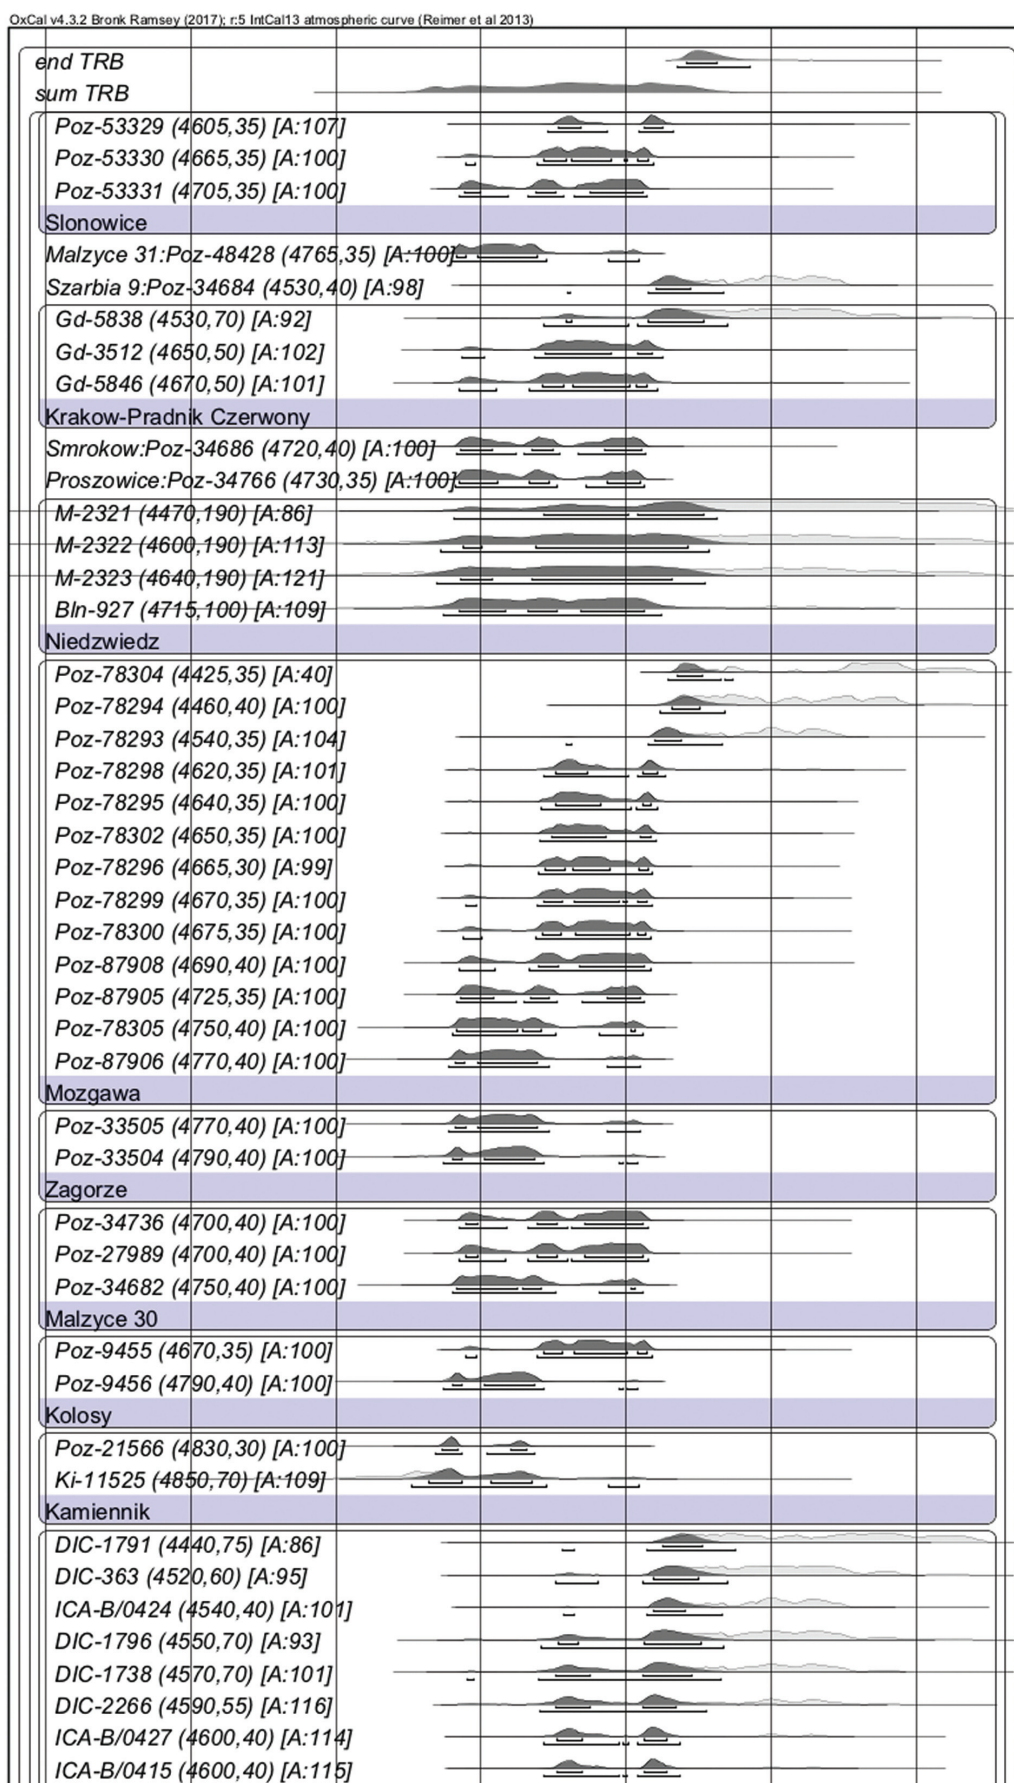 OxCal v4.3.2 Bronk Ramsey (2017); r:5 IntCal13 atmospheric curve (Reimer et al 2013)
end TRB
sum TRB
Poz-53329 (4605,35) [A:107]
Poz-53330 (4665,35) [A:100]
Poz-53331 (4705,35) [A:100]
Slonowice
Malzyce 31:Poz-48428 (4765,35) [A:100]
Szarbia 9:Poz-34684 (4530,40) [A:98]
Gd-5838 (4530,70) [A:92]
Gd-3512 (4650,50) [A:102]
Gd-5846 (4670,50) [A:101]
Krakow-Pradnik Czerwony
Smrokow:Poz-34686 (4720,40) [A:100]
Proszowice:Poz-34766 (4730,35) [A:100]
M-2321 (4470,190) [A:86]
M-2322 (4600,190) [A:113]
M-2323 (4640,190) [A:121]
Bln-927 (4715,100) [A:109]
Niedzwiedz
Poz-78304 (4425,35) [A:40]
Poz-78294 (4460,40) [A:100]
Poz-78293 (4540,35) [A:104]
Poz-78298 (4620,35) [A:101]
Poz-78295 (4640,35) [A:100]
Poz-78302 (4650,35) [A:100]
Poz-78296 (4665,30) [A:99]
Poz-78299 (4670,35) [A:100]
Poz-78300 (4675,35) [A:100]
Poz-87908 (4690,40) [A:100]
Poz-87905 (4725,35) [A:100]
Poz-78305 (4750,40) [A:100]
Poz-87906 (4770,40) [A:100]
Mozgawa
Poz-33505 (4770,40) [A:100]
Poz-33504 (4790,40) [A:100]
Zagorze
Poz-34736 (4700,40) [A:100]
Poz-27989 (4700,40) [A:100]
Poz-34682 (4750,40) [A:100]
Malzyce 30
Poz-9455 (4670,35) [A:100]
Poz-9456 (4790,40) [A:100]
Kolosy
Poz-21566 (4830,30) [A:100]
Ki-11525 (4850,70) [A:109]
Kamiennik
DIC-1791 (4440,75) [A:86]
DIC-363 (4520,60) [A:95]
ICA-B/0424 (4540,40) [A:101]
DIC-1796 (4550,70) [A:93]
DIC-1738 (4570,70) [A:101]
DIC-2266 (4590,55) [A:116]
ICA-B/0427 (4600,40) [A:114]
ICA-B/0415 (4600,40) [A:115]